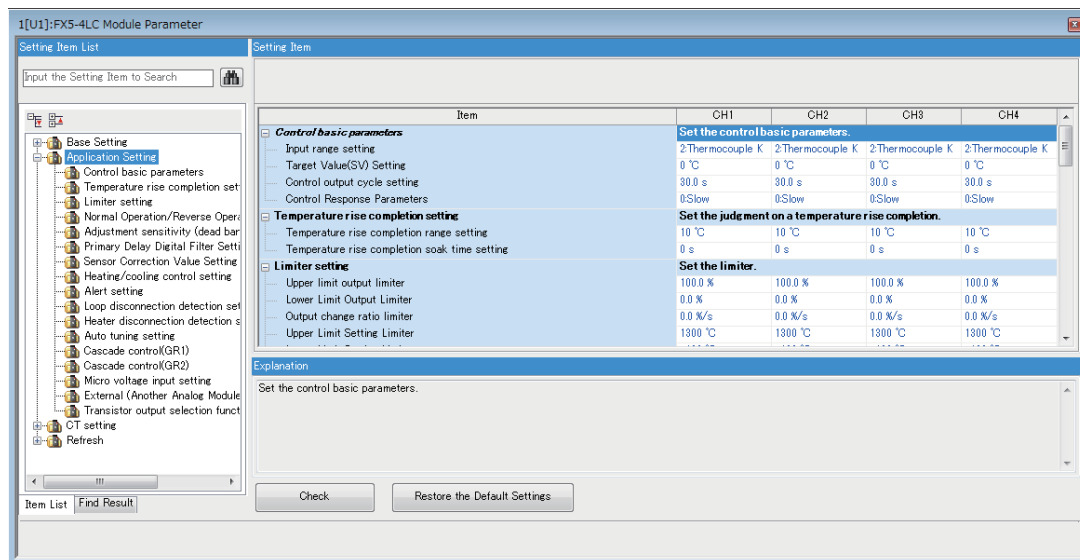 1[U1]:FX5-4LC Module Parameter
Setting Item List
Input the Setting Item to Search
Base Setting
Application Setting
Control basic parameters
Temperature rise completion set
Limiter setting
Normal Operation/Reverse Opera
Adjustment sensitivity (dead bar
Primary Delay Digital Filter Setti
Sensor Correction Value Setting
Heating/cooling control setting
Alert setting
Loop disconnection detection set
Heater disconnection detection s
Auto tuning setting
Cascade control(GR1)
Cascade control(GR2)
Micro voltage input setting
External (Another Analog Module
Transistor output selection funct
CT setting
Refresh
Item List Find Result
Setting Item
Item CH1 CH2 CH3 CH4
Control basic parameters Set the control basic parameters.
Input range setting 2:Thermocouple K 2:Thermocouple K 2:Thermocouple K 2:Thermocouple K
Target Value(SV) Setting 0 ℃ 0 ℃ 0 ℃ 0 ℃
Control output cycle setting 30.0 s 30.0 s 30.0 s 30.0 s
Control Response Parameters 0:Slow 0:Slow 0:Slow 0:Slow
Temperature rise completion setting Set the judgment on a temperature rise completion.
Temperature rise completion range setting 10 ℃ 10 ℃ 10 ℃ 10 ℃
Temperature rise completion soak time setting 0 s 0 s 0 s 0 s
Limiter setting Set the limiter.
Upper limit output limiter 100.0 % 100.0 % 100.0 % 100.0 %
Lower Limit Output Limiter 0.0 % 0.0 % 0.0 % 0.0 %
Output change ratio limiter 0.0 %/s 0.0 %/s 0.0 %/s 0.0 %/s
Upper Limit Setting Limiter 1300 ℃ 1300 ℃ 1300 ℃ 1300 ℃
Explanation
Set the control basic parameters.
Check Restore the Default Settings